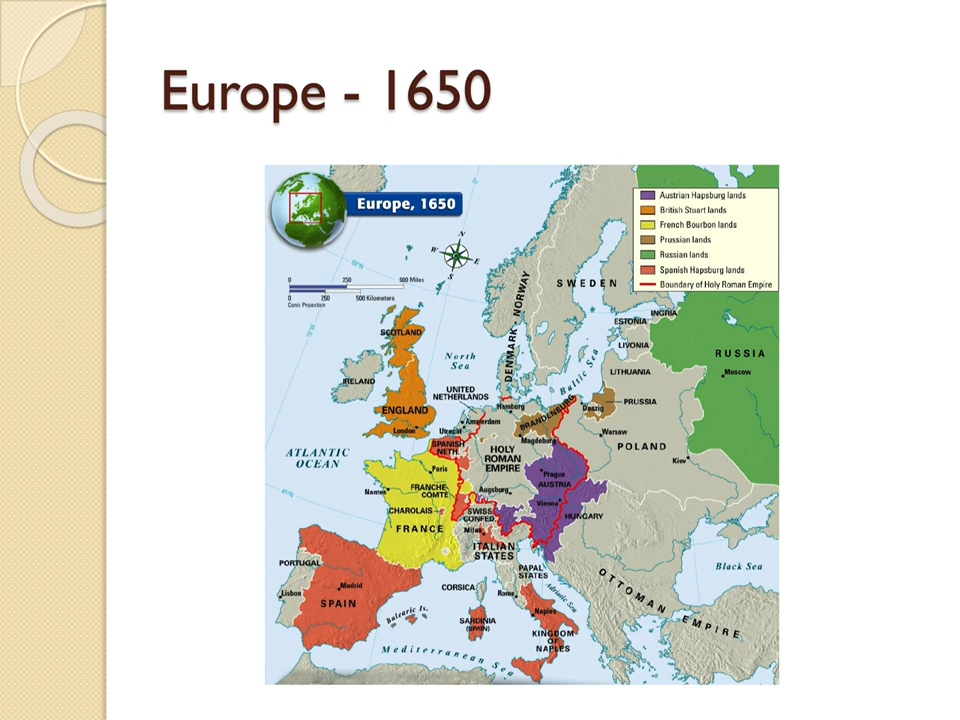 Europe - 1650
Europe, 1650
Austrian Hapsburg lands
British Stuart lands
French Bourbon lands
Prussian lands
Russian lands
Spanish Hapsburg lands
Boundary of Holy Roman Empire
N
W
E
S
0 250 500 Miles
0 250 500 Kilometers
Conic Projection
SWEDEN
DENMARK - NORWAY
INGRIA
ESTONIA
LIVONIA
SCOTLAND
North
Sea
Baltic Sea
RUSSIA
Moscow
LITHUANIA
IRELAND
UNITED
NETHERLANDS
PRUSSIA
ENGLAND
Hamburg
BRANDENBURG
Danzig
Amsterdam
London
Utrecht
Magdeburg
Warsaw
SPANISH
NETH.
HOLY
ROMAN
EMPIRE
POLAND
Kiev
ATLANTIC
OCEAN
Paris
Prague
AUSTRIA
Nantes
FRANCHE-
COMTÉ
Augsburg
Vienna
CHAROLAIS
SWISS
CONFED.
HUNGARY
FRANCE
Milan
ITALIAN
STATES
PORTUGAL
PAPAL
STATES
Black Sea
Madrid
CORSICA
Rome
Adriatic Sea
Lisbon
SPAIN
Balearic Is.
SARDINIA
(SPAIN)
Naples
KINGDOM
OF
NAPLES
OTTOMAN
EMPIRE
Mediterranean Sea